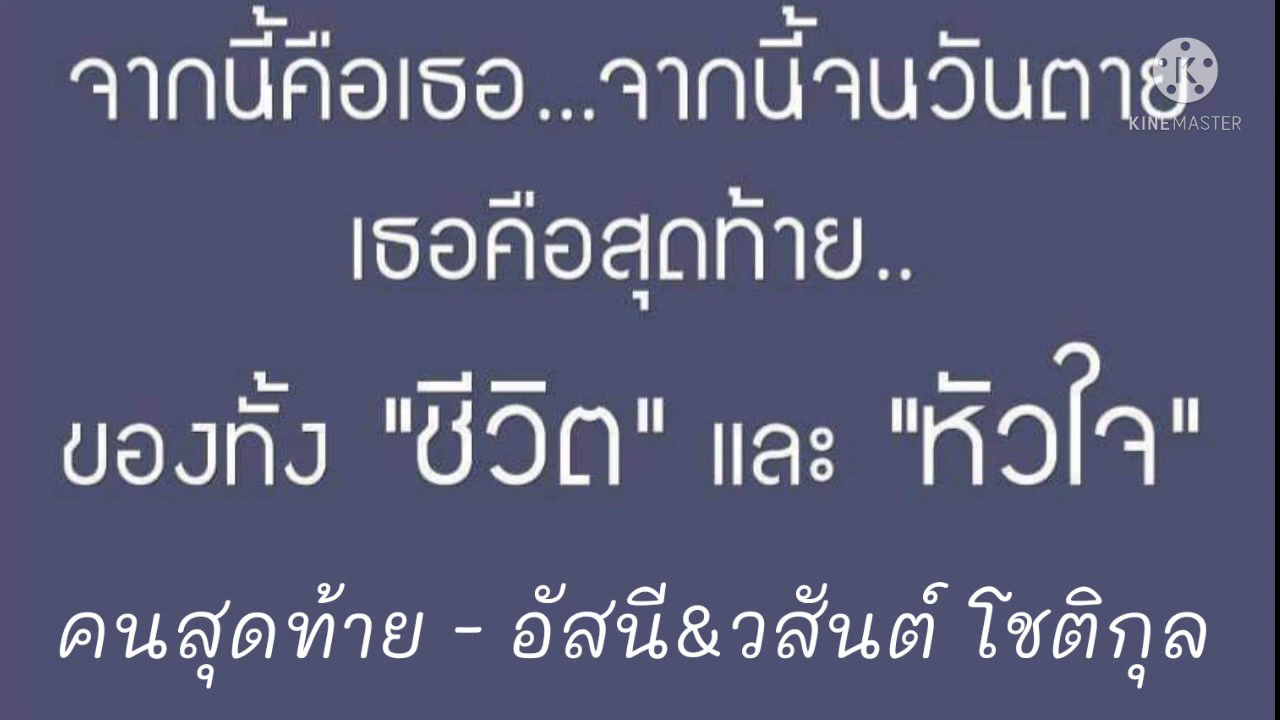 จากนี้คือเธอ...จากนี้จนวันตาย
KINEMASTER
เธอคือสุดท้าย..
ของทั้ง "ชีวิต" และ "หัวใจ"
คนสุดท้าย - อัสนี&วสันต์ โชติกุล